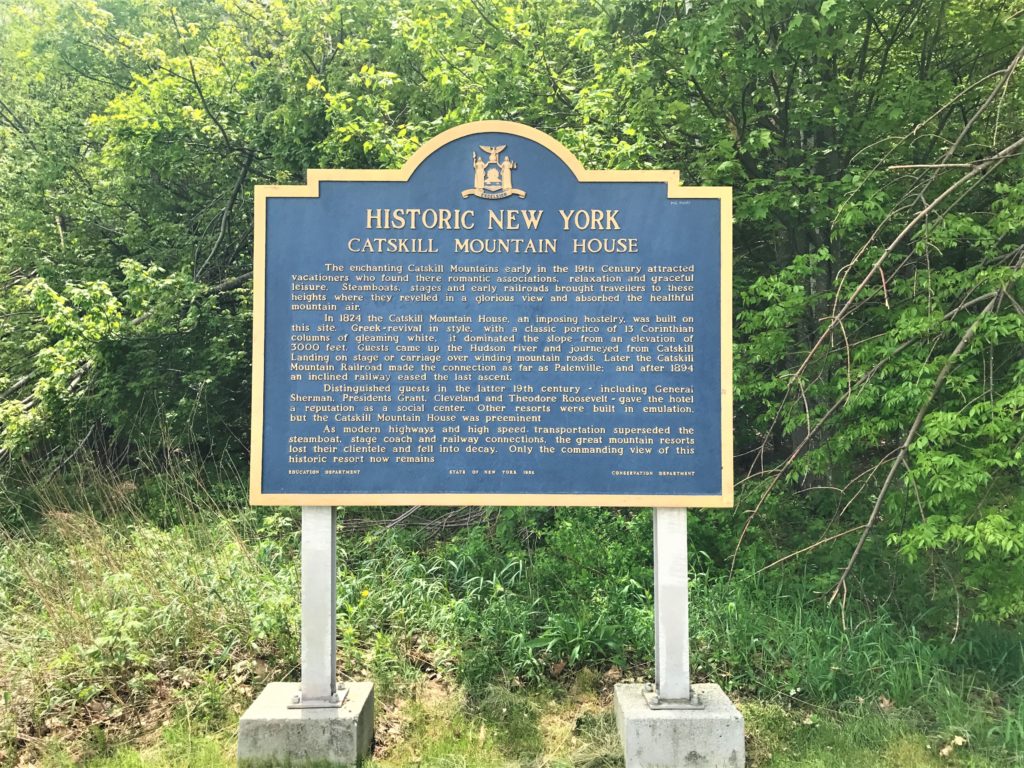 EXCELSIOR
HISTORIC NEW YORK
CATSKILL MOUNTAIN HOUSE
The enchanting Catskill Mountains early in the 19th Century attracted
vacationers who found there romantic associations, relaxation and graceful
leisure. Steamboats, stages and early railroads brought travellers to these
heights where they revelled in a glorious view and absorbed the healthful
mountain air.
In 1824 the Catskill Mountain House, an imposing hostelry, was built on
this site. Greek-revival in style, with a classic portico of 13 Corinthian
columns of gleaming white, it dominated the slope from an elevation of
3000 feet. Guests came up the Hudson river and journeyed from Catskill
Landing on stage or carriage over winding mountain roads. Later the Catskill
Mountain Railroad made the connection as far as Palenville; and after 1894
an inclined railway eased the last ascent.
Distinguished guests in the latter 19th century - including General
Sherman, Presidents Grant, Cleveland and Theodore Roosevelt - gave the hotel
a reputation as a social center. Other resorts were built in emulation,
but the Catskill Mountain House was preeminent
As modern highways and high speed transportation superseded the
steamboat, stage coach and railway connections, the great mountain resorts
lost their clientele and fell into decay. Only the commanding view of this
historic resort now remains
EDUCATION DEPARTMENT STATE OF NEW YORK CONSERVATION DEPARTMENT